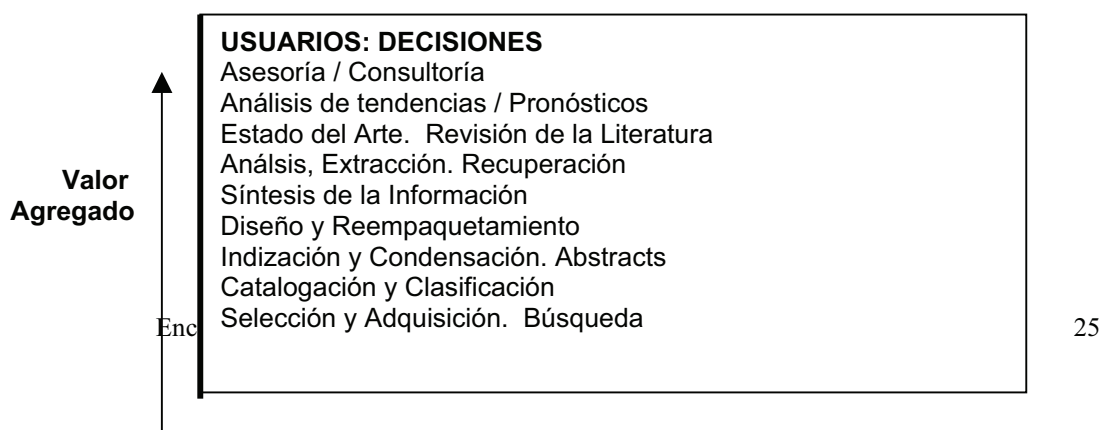 USUARIOS: DECISIONES
Asesoría / Consultoría
Análisis de tendencias / Pronósticos
Estado del Arte. Revisión de la Literatura
Análsis, Extracción. Recuperación
Síntesis de la Información
Diseño y Reempaquetamiento
Indización y Condensación. Abstracts
Catalogación y Clasificación
Selección y Adquisición. Búsqueda
Valor
Agregado
Enc
25